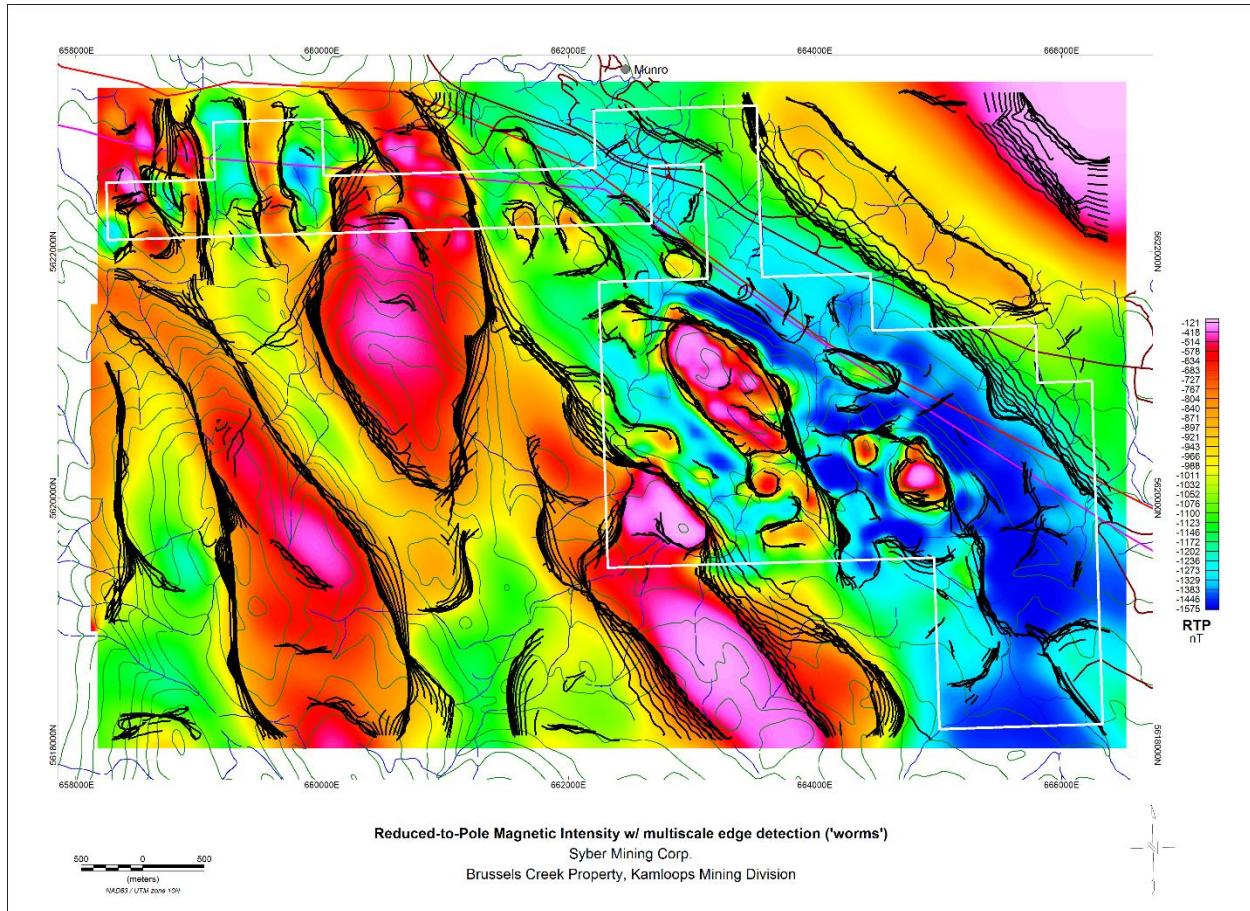 658000E 660000E 662000E 664000E 666000E
Munro
5622000N 5622000N
5620000N 5620000N
5618000N 5618000N
-121
-418
-514
-578
-634
-683
-727
-767
-804
-840
-871
-897
-921
-943
-966
-988
-1011
-1032
-1052
-1076
-1100
-1123
-1146
-1172
-1202
-1236
-1273
-1329
-1383
-1446
-1575
RTP
nT
658000E 660000E 662000E 664000E 666000E
Reduced-to-Pole Magnetic Intensity w/ multiscale edge detection ('worms')
Syber Mining Corp.
Brussels Creek Property, Kamloops Mining Division
500 0 500
(meters)
NAD83 / UTM zone 10N